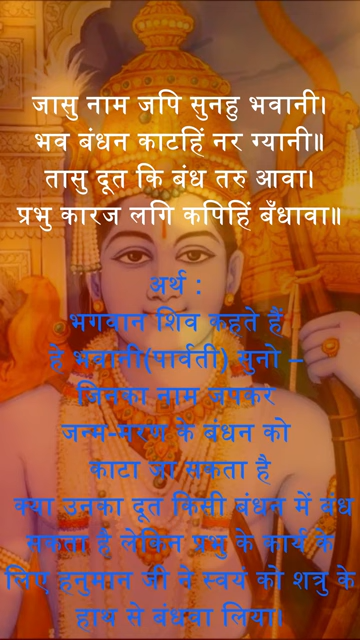 जासु नाम जपि सुनहु भवानी।
भव बंधन काटहिं नर ग्यानी॥
तासु दूत कि बंध तरु आवा।
प्रभु कारज लगि कपिहिं बँधावा॥
अर्थ :
भगवान शिव कहते हैं
हे भवानी(पार्वती) सुनो –
जिनका नाम जपकर
जन्म-मरण के बंधन को
काटा जा सकता है
क्या उनका दूत किसी बंधन में बंध
सकता है लेकिन प्रभु के कार्य के
लिए हनुमान जी ने स्वयं को शत्रु के
हाथ से बंधवा लिया।